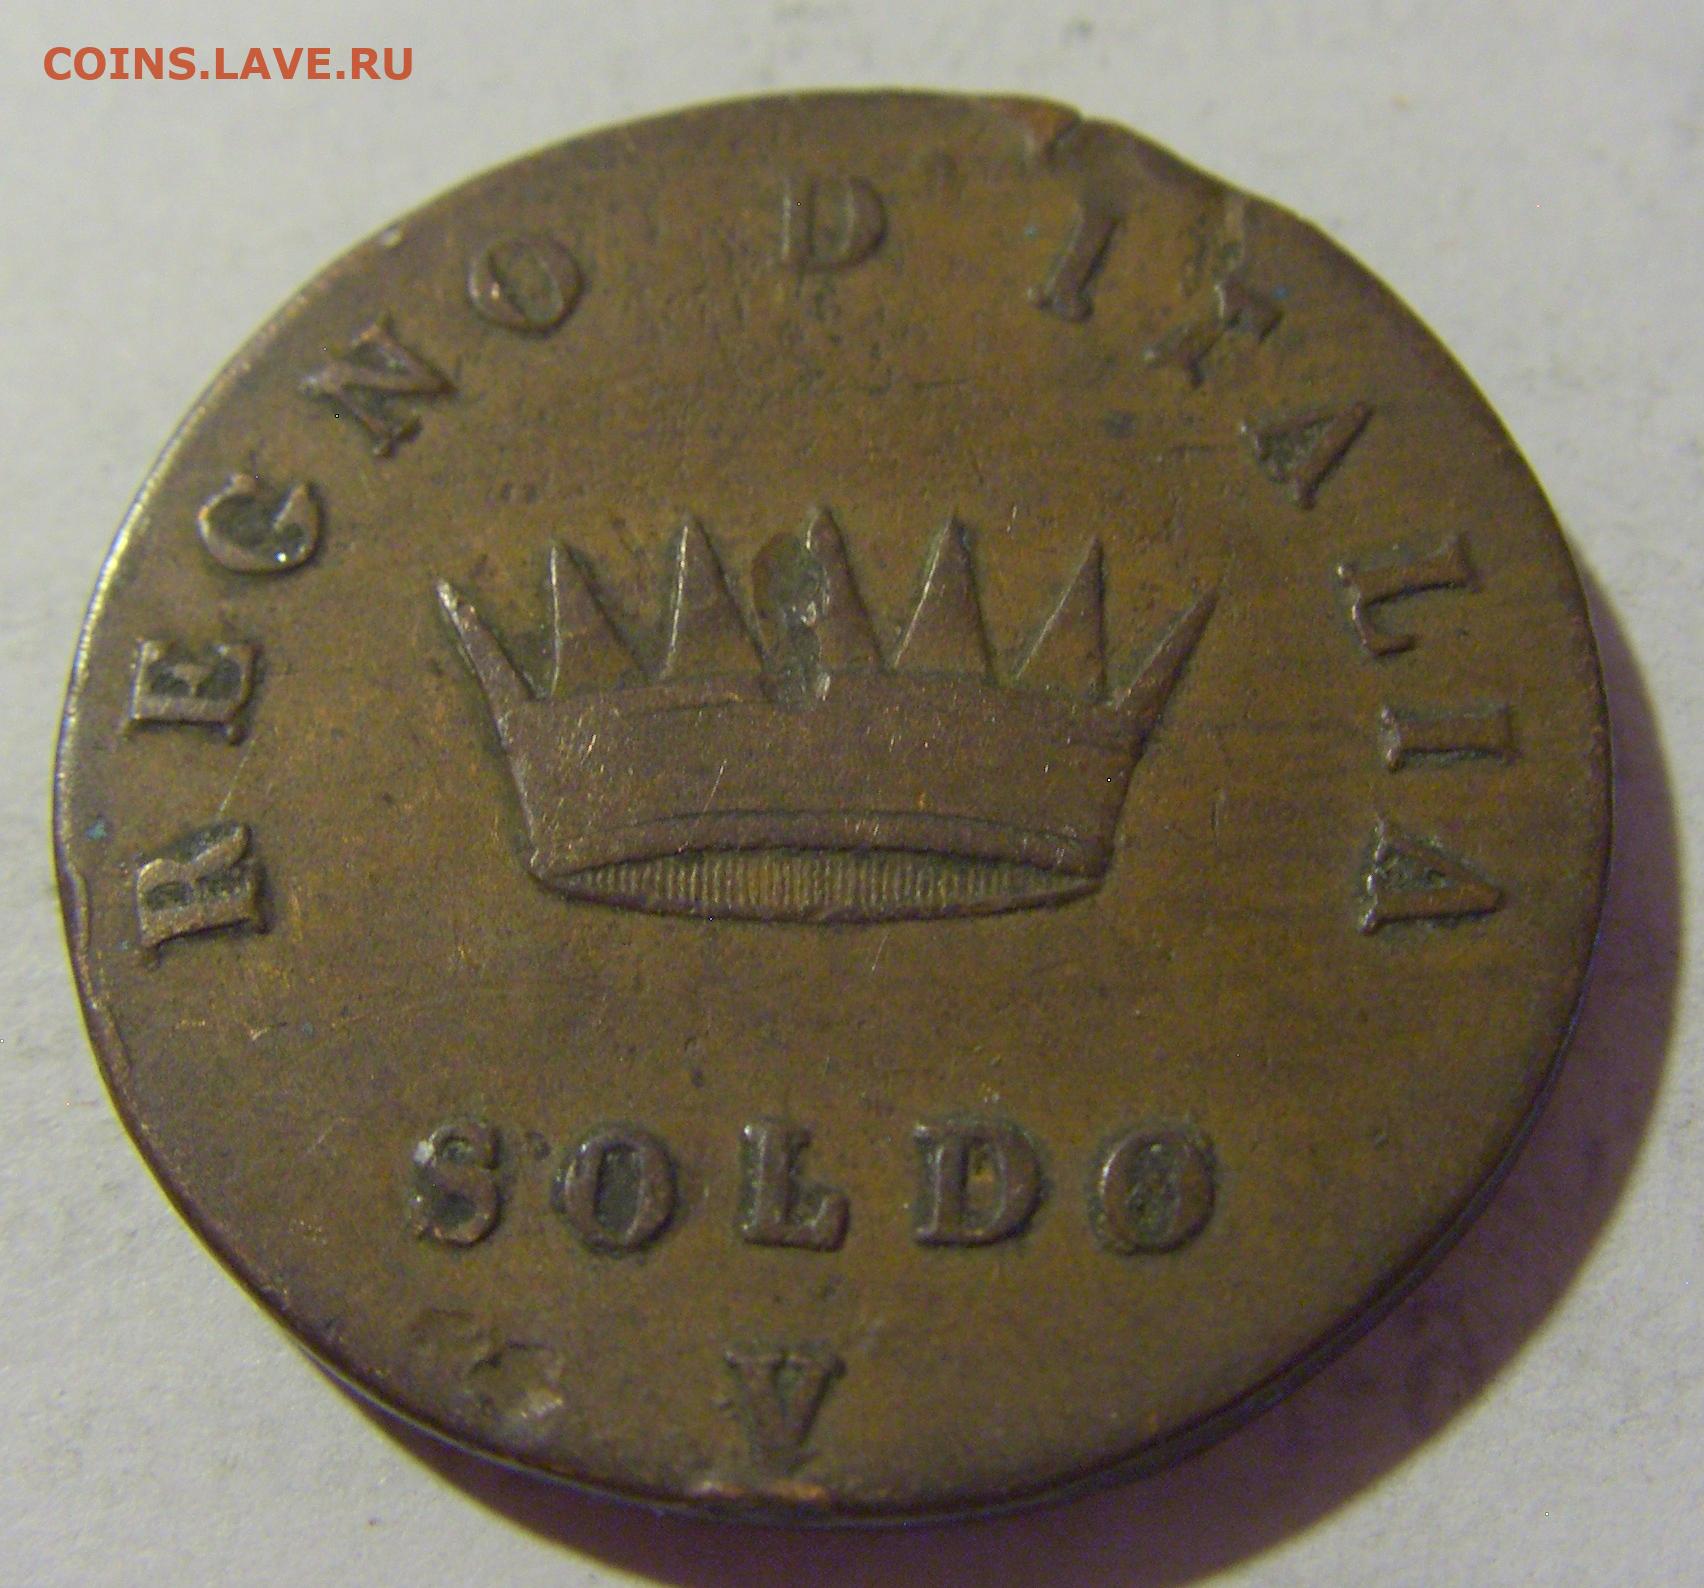 COINS.LAVE.RU
REGNO D ITALIA
SOLDO
V